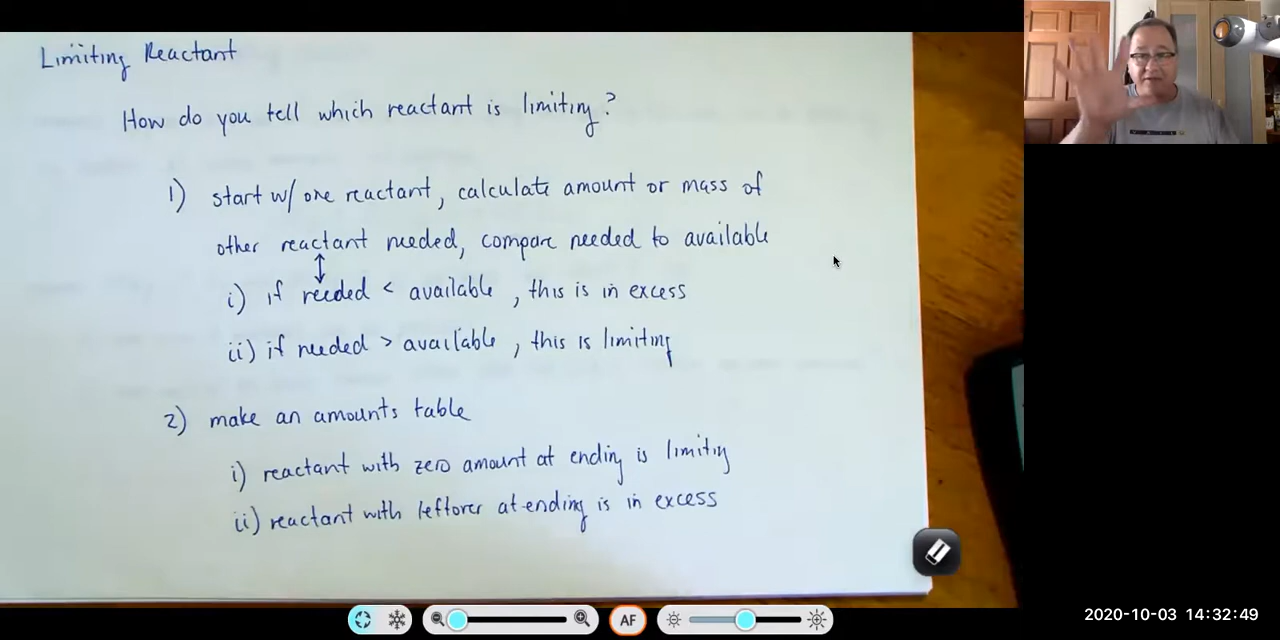 Limiting Reactant
How do you tell which reactant is limiting?
1) start w/ one reactant, calculate amount or mass of
other reactant needed, compare needed to available
↕
i) if needed < available, this is in excess
ii) if needed > available, this is limiting
2) make an amounts table
i) reactant with zero amount at ending is limiting
ii) reactant with leftover at ending is in excess
AF
2020-10-03 14:32:49